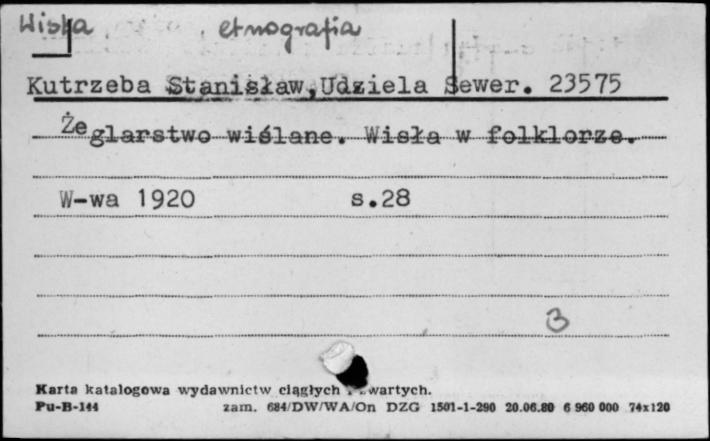 Wisła etnografia
Kutrzeba Stanisław,Udziela Sewer. 23575
Żeglarstwo wiślane. Wisła w folklorze.
W-wa 1920 s.28
3
Karta katalogowa wydawnictw ciągłych zwartych.
Pu-B-144 zam. 684/DW/WA/On DZG 1501-1-290 20.06.80 6 960 000 74x120